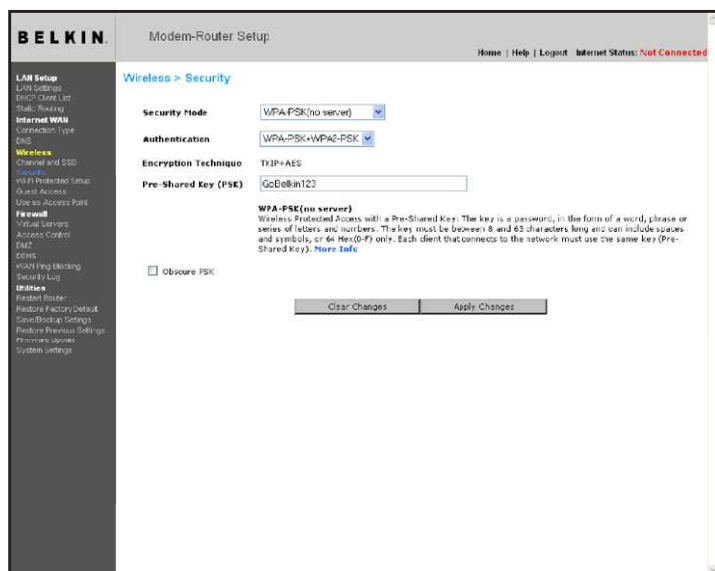 BELKIN.
Modem-Router Setup
Home | Help | Logout Internet Status: Not Connected
LAN Setup
LAN Settings
DHCP Client List
Static Routing
Internet WAN
Connection Type
DNS
Wireless
Channel and SSID
Security
Wi-Fi Protected Setup
Guest Access
Use as Access Point
Firewall
Virtual Servers
Access Control
DMZ
DDNS
WAN Ping Blocking
Security Log
Utilities
Restart Router
Restore Factory Default
Save/Backup Settings
Restore Previous Settings
Firmware Update
System Settings
Wireless > Security
Security Mode WPA-PSK(no server)
Authentication WPA-PSK+WPA2-PSK
Encryption Technique TKIP+AES
Pre-Shared Key (PSK) GoBelkin123
WPA-PSK(no server)
Wireless Protected Access with a Pre-Shared Key: The key is a password, in the form of a word, phrase or
series of letters and numbers. The key must be between 8 and 63 characters long and can include spaces
and symbols, or 64 Hex(0-F) only. Each client that connects to the network must use the same key (Pre-
Shared Key). More Info
Obscure PSK
Clear Changes Apply Changes